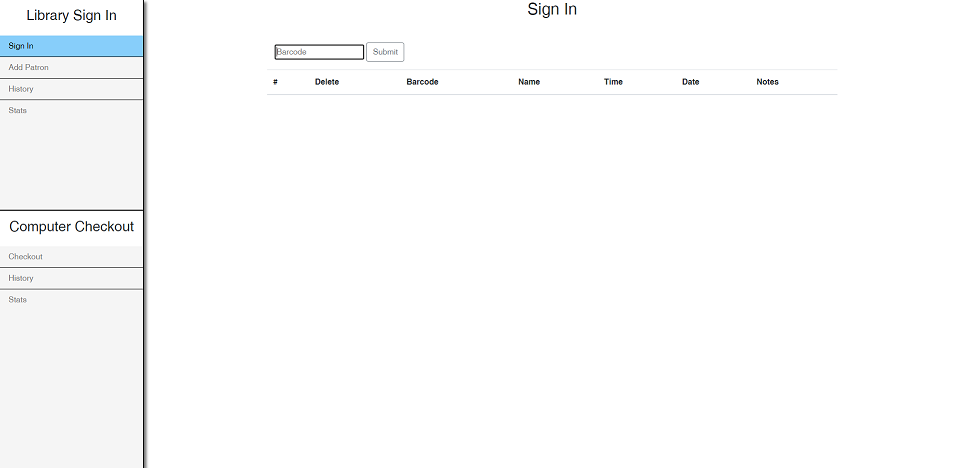 Library Sign In
Sign In
Add Patron
History
Stats
Computer Checkout
Checkout
History
Stats
Sign In
Barcode Submit
# Delete Barcode Name Time Date Notes